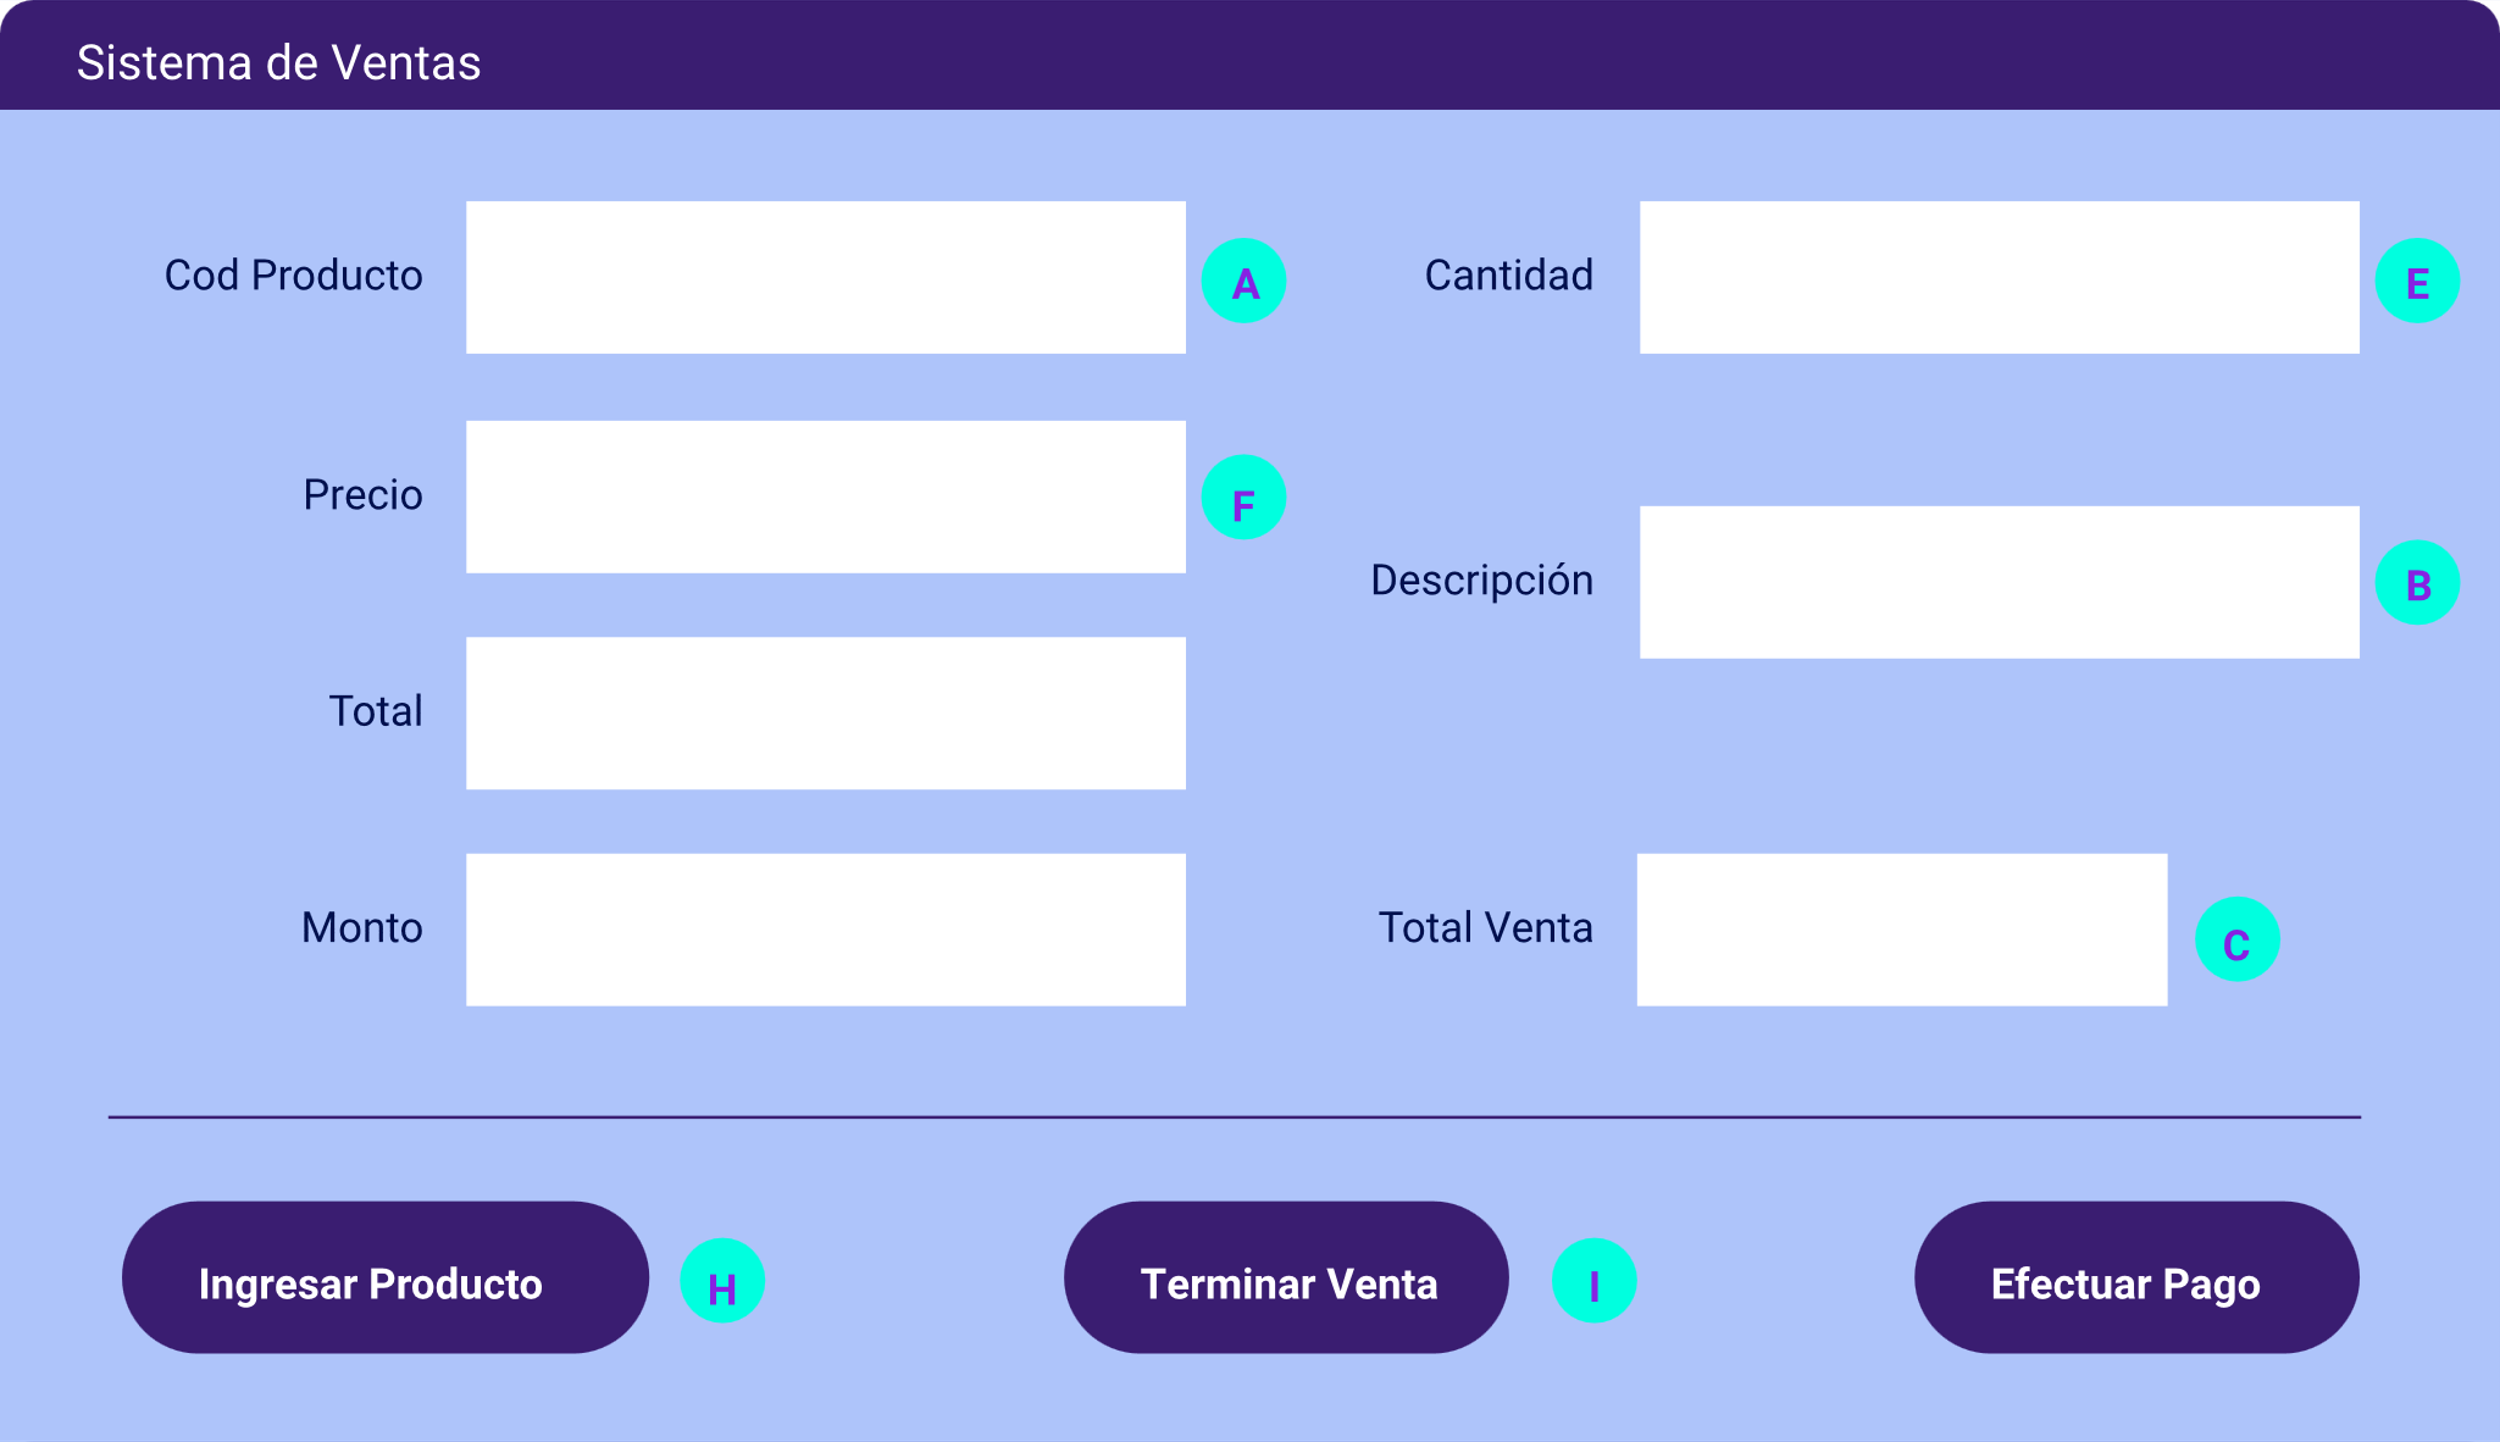 Sistema de Ventas
Cod Producto
A
Cantidad
E
Precio
F
Descripción
B
Total
Monto
Total Venta
C
Ingresar Producto
H
Terminar Venta
I
Efectuar Pago